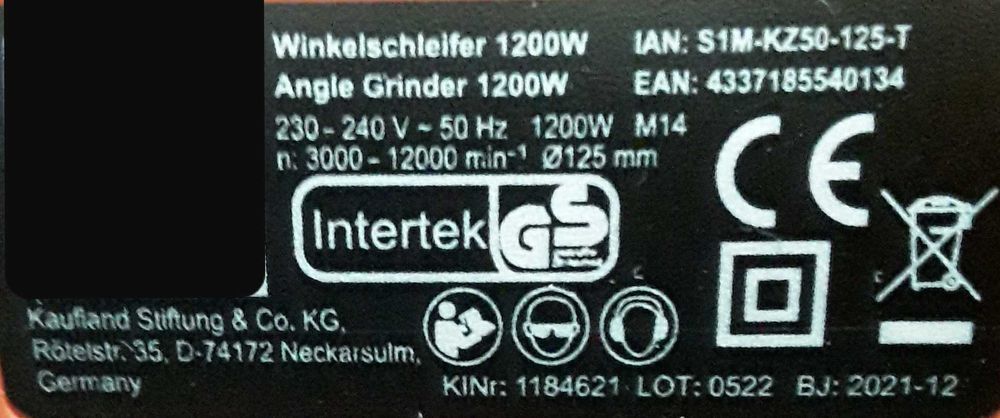 Winkelschleifer 1200W
Angle Grinder 1200W
230 - 240 V ~ 50 Hz 1200W M14
n: 3000 - 12000 min⁻¹ Ø125 mm
IAN: S1M-KZ50-125-T
EAN: 4337185540134
CE
Intertek GS
Kaufland Stiftung & Co. KG,
Rötelstr. 35, D-74172 Neckarsulm,
Germany
KlNr: 1184621 LOT: 0522 BJ: 2021-12